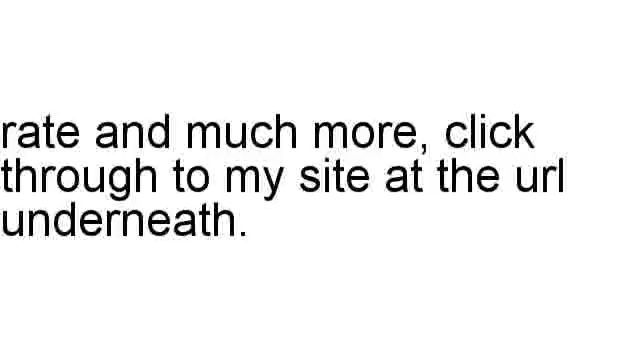 rate and much more, click
through to my site at the url
underneath.